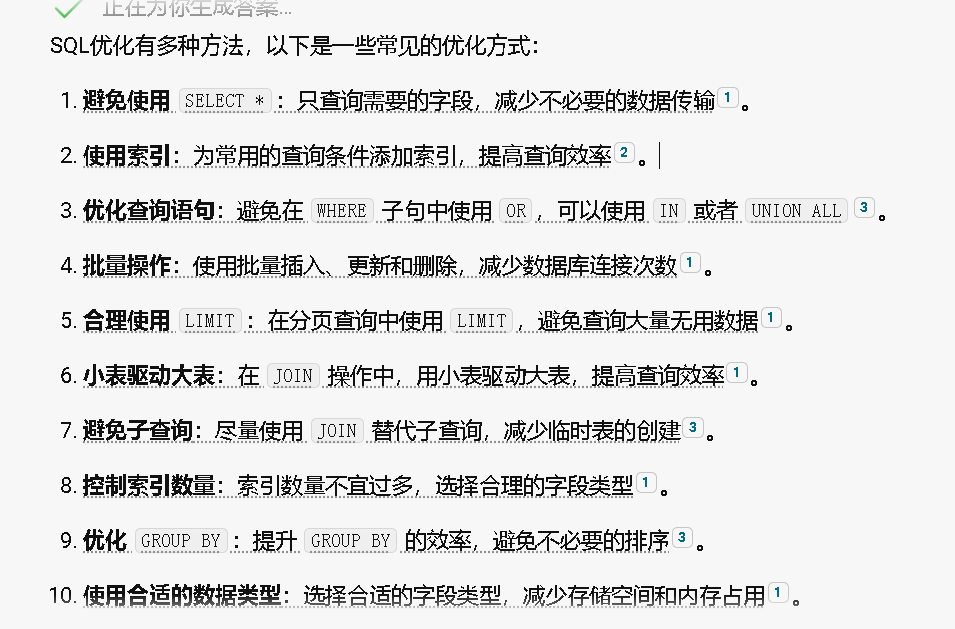 正在为你生成答案...
SQL优化有多种方法，以下是一些常见的优化方式：
1. 避免使用 SELECT * ：只查询需要的字段，减少不必要的数据传输 1 。
2. 使用索引：为常用的查询条件添加索引，提高查询效率 2 。
3. 优化查询语句：避免在 WHERE 子句中使用 OR ，可以使用 IN 或者 UNION ALL 3 。
4. 批量操作：使用批量插入、更新和删除，减少数据库连接次数 1 。
5. 合理使用 LIMIT ：在分页查询中使用 LIMIT ，避免查询大量无用数据 1 。
6. 小表驱动大表：在 JOIN 操作中，用小表驱动大表，提高查询效率 1 。
7. 避免子查询：尽量使用 JOIN 替代子查询，减少临时表的创建 3 。
8. 控制索引数量：索引数量不宜过多，选择合理的字段类型 1 。
9. 优化 GROUP BY ：提升 GROUP BY 的效率，避免不必要的排序 3 。
10. 使用合适的数据类型：选择合适的字段类型，减少存储空间和内存占用 1 。